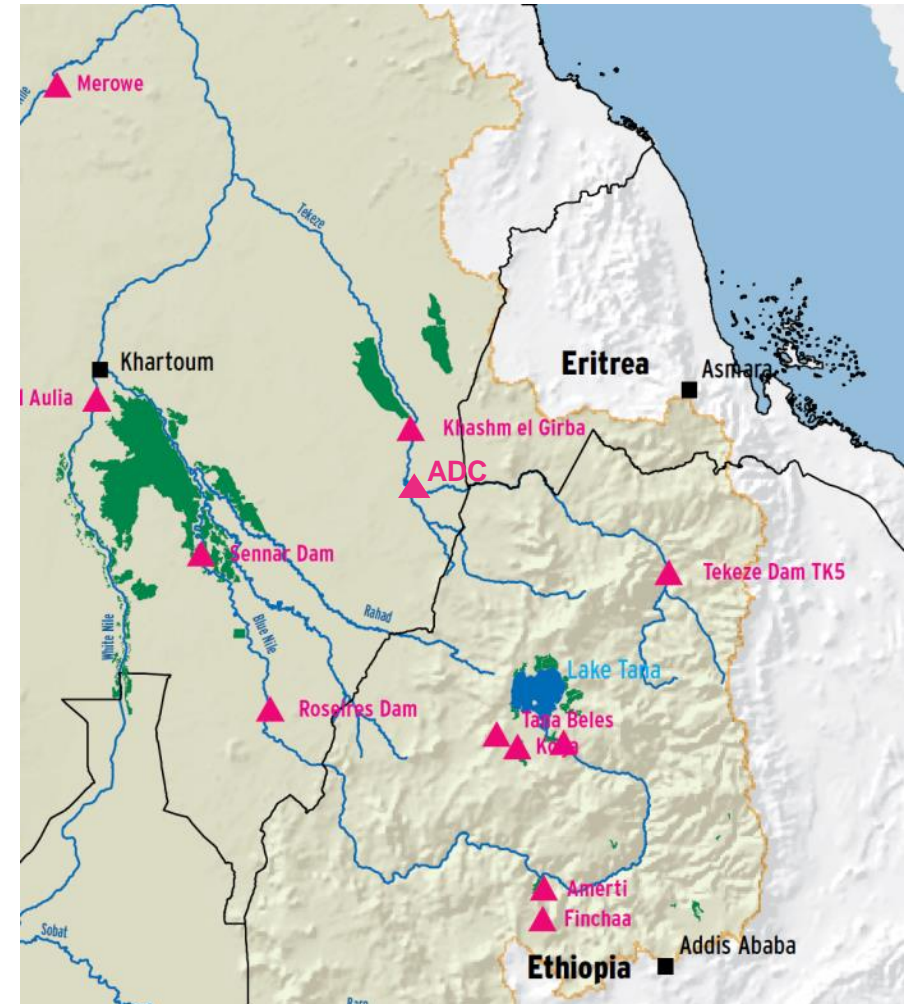 Merowe
Tekeze
Khartoum
Eritrea
Asmara
l Aulia
Khashm el Girba
ADC
Sennar Dam
Tekeze Dam TK5
Rahad
Blue Nile
White Nile
Lake Tana
Roseires Dam
Tana Beles
Koga
Amerti
Finchaa
Sobat
Addis Ababa
Ethiopia